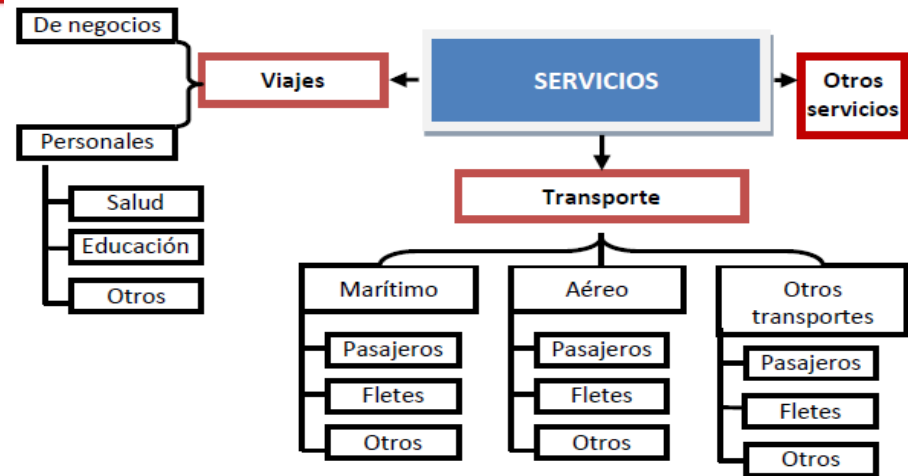 De negocios
Viajes
SERVICIOS
Otros
servicios
Personales
Salud
Educación
Otros
Transporte
Marítimo
Pasajeros
Fletes
Otros
Aéreo
Pasajeros
Fletes
Otros
Otros
transportes
Pasajeros
Fletes
Otros